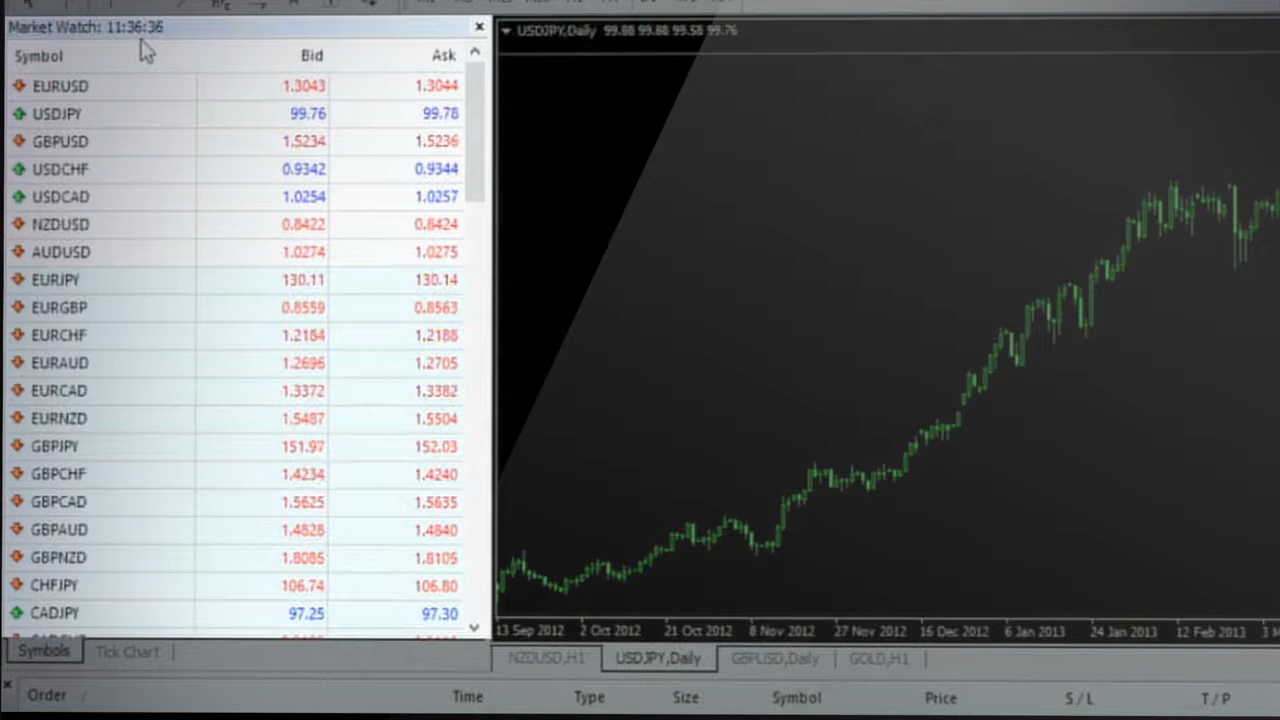 Market Watch: 11:36:36
Symbol Bid Ask
EURUSD 1.3043 1.3044
USDJPY 99.76 99.78
GBPUSD 1.5234 1.5236
USDCHF 0.9342 0.9344
USDCAD 1.0254 1.0257
NZDUSD 0.8422 0.8424
AUDUSD 1.0274 1.0275
EURJPY 130.11 130.14
EURGBP 0.8559 0.8563
EURCHF 1.2184 1.2188
EURAUD 1.2696 1.2705
EURCAD 1.3372 1.3382
EURNZD 1.5487 1.5504
GBPJPY 151.97 152.03
GBPCHF 1.4234 1.4240
GBPCAD 1.5625 1.5635
GBPAUD 1.4828 1.4840
GBPNZD 1.8085 1.8105
CHFJPY 106.74 106.80
CADJPY 97.25 97.30
Symbols Tick Chart
USDJPY,Daily 99.88 99.88 99.58 99.76
13 Sep 2012 2 Oct 2012 21 Oct 2012 8 Nov 2012 27 Nov 2012 16 Dec 2012 6 Jan 2013 24 Jan 2013 12 Feb 2013
NZDUSD,H1 USDJPY,Daily GBPUSD,Daily GOLD,H1
Order / Time Type Size Symbol Price S / L T / P